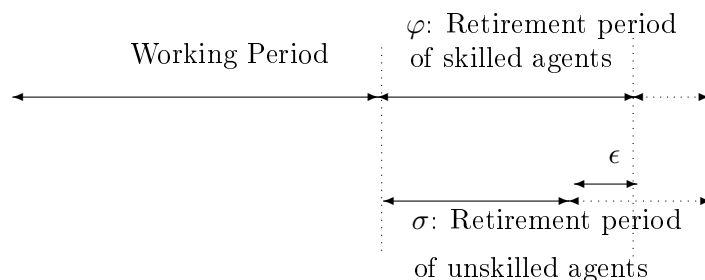 φ: Retirement period
Working Period
of skilled agents
ϵ
σ: Retirement period
of unskilled agents